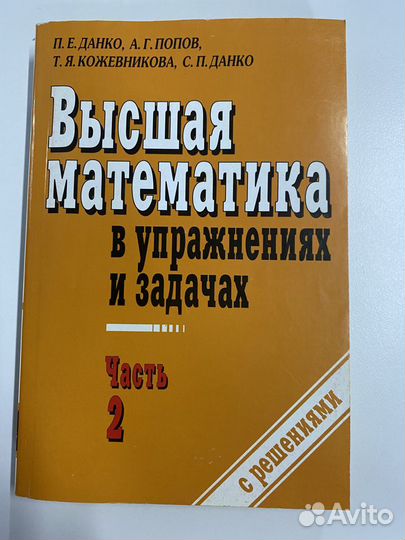 П. Е. ДАНКО, А. Г. ПОПОВ,
Т. Я. КОЖЕВНИКОВА, С. П. ДАНКО
Высшая
математика
в упражнениях
и задачах
Часть
2
с решениями
Avito